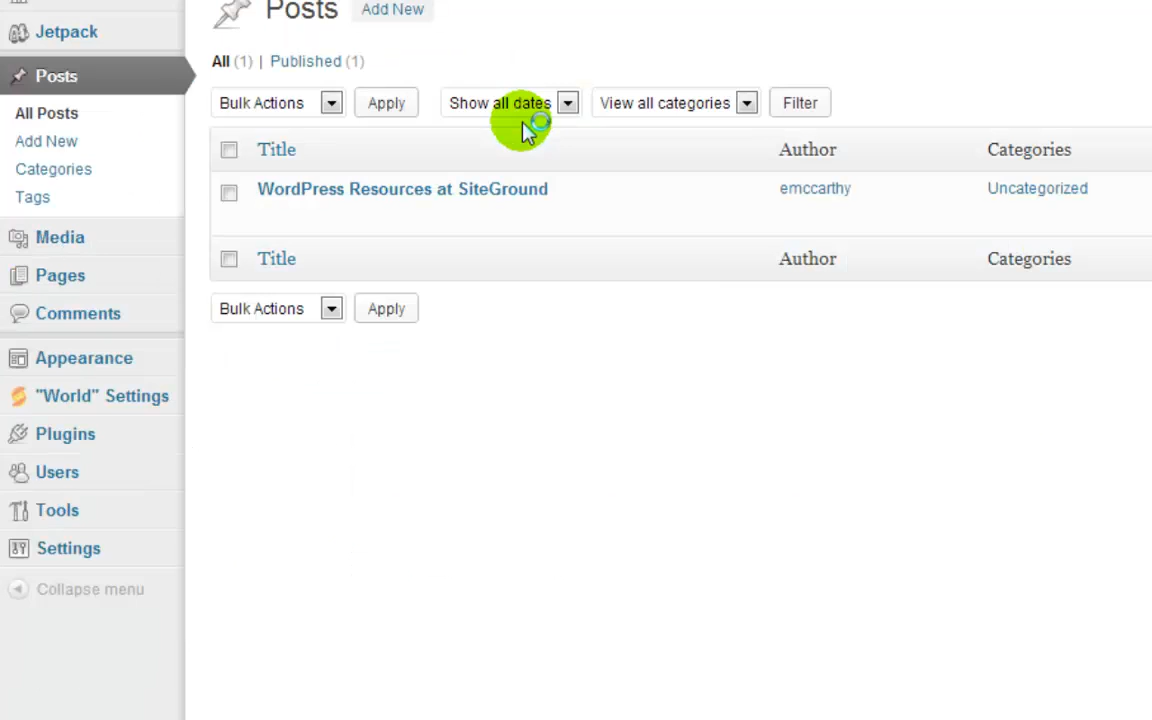 Jetpack
Posts Add New
All (1) | Published (1)
Posts
Bulk Actions Apply Show all dates View all categories Filter
All Posts
Add New
Categories
Tags
Title Author Categories
WordPress Resources at SiteGround emccarthy Uncategorized
Title Author Categories
Bulk Actions Apply
Media
Pages
Comments
Appearance
"World" Settings
Plugins
Users
Tools
Settings
Collapse menu